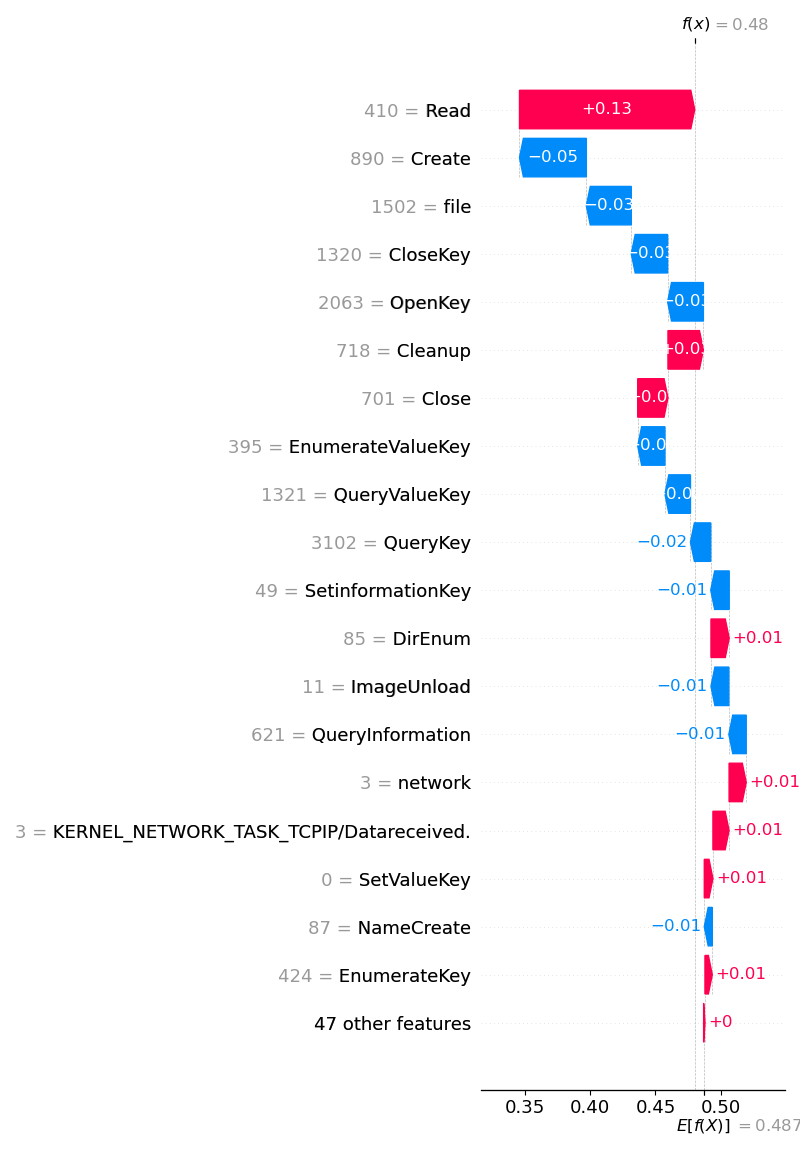 f(x) = 0.48
410 = Read +0.13
890 = Create −0.05
1502 = file −0.03
1320 = CloseKey
2063 = OpenKey
718 = Cleanup
701 = Close
395 = EnumerateValueKey
1321 = QueryValueKey
3102 = QueryKey −0.02
49 = SetinformationKey −0.01
85 = DirEnum +0.01
11 = ImageUnload −0.01
621 = QueryInformation −0.01
3 = network +0.01
3 = KERNEL_NETWORK_TASK_TCPIP/Datareceived. +0.01
0 = SetValueKey +0.01
87 = NameCreate −0.01
424 = EnumerateKey +0.01
47 other features +0
0.35 0.40 0.45 0.50
E[f(X)] = 0.487